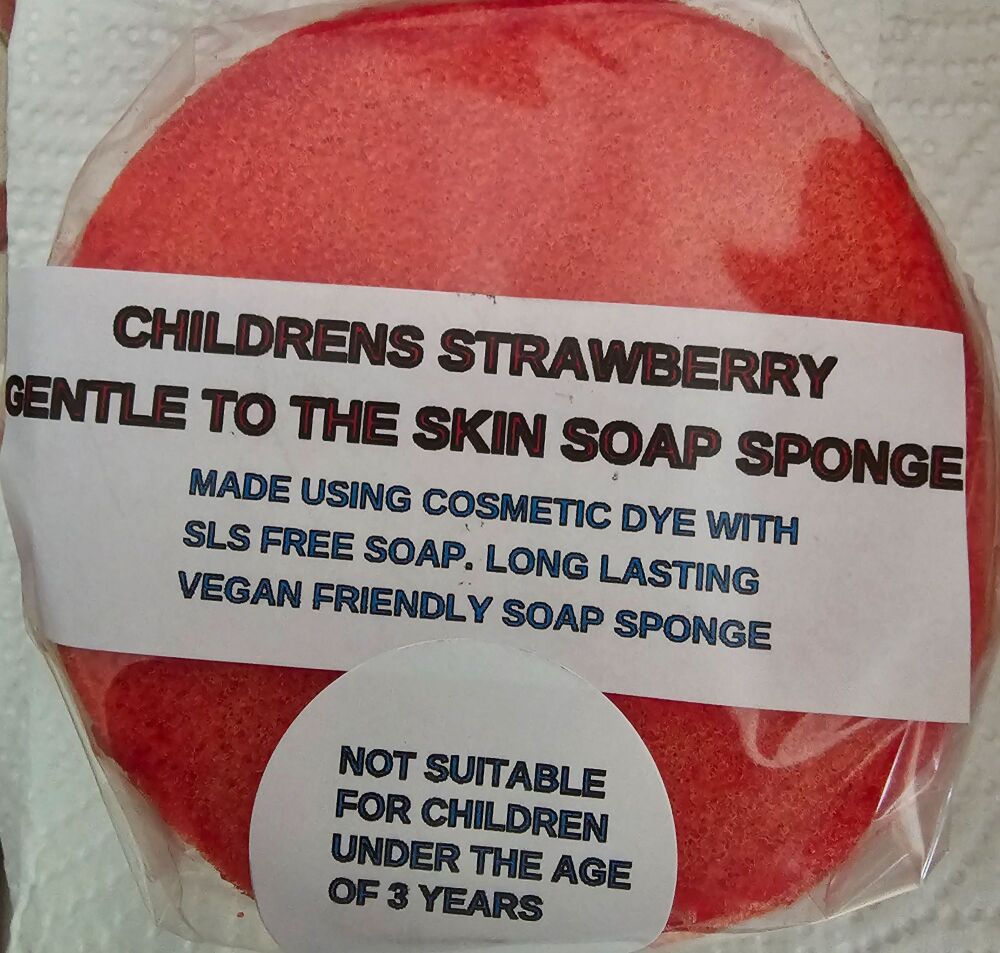 CHILDRENS STRAWBERRY
GENTLE TO THE SKIN SOAP SPONGE
MADE USING COSMETIC DYE WITH
SLS FREE SOAP. LONG LASTING
VEGAN FRIENDLY SOAP SPONGE
NOT SUITABLE
FOR CHILDREN
UNDER THE AGE
OF 3 YEARS